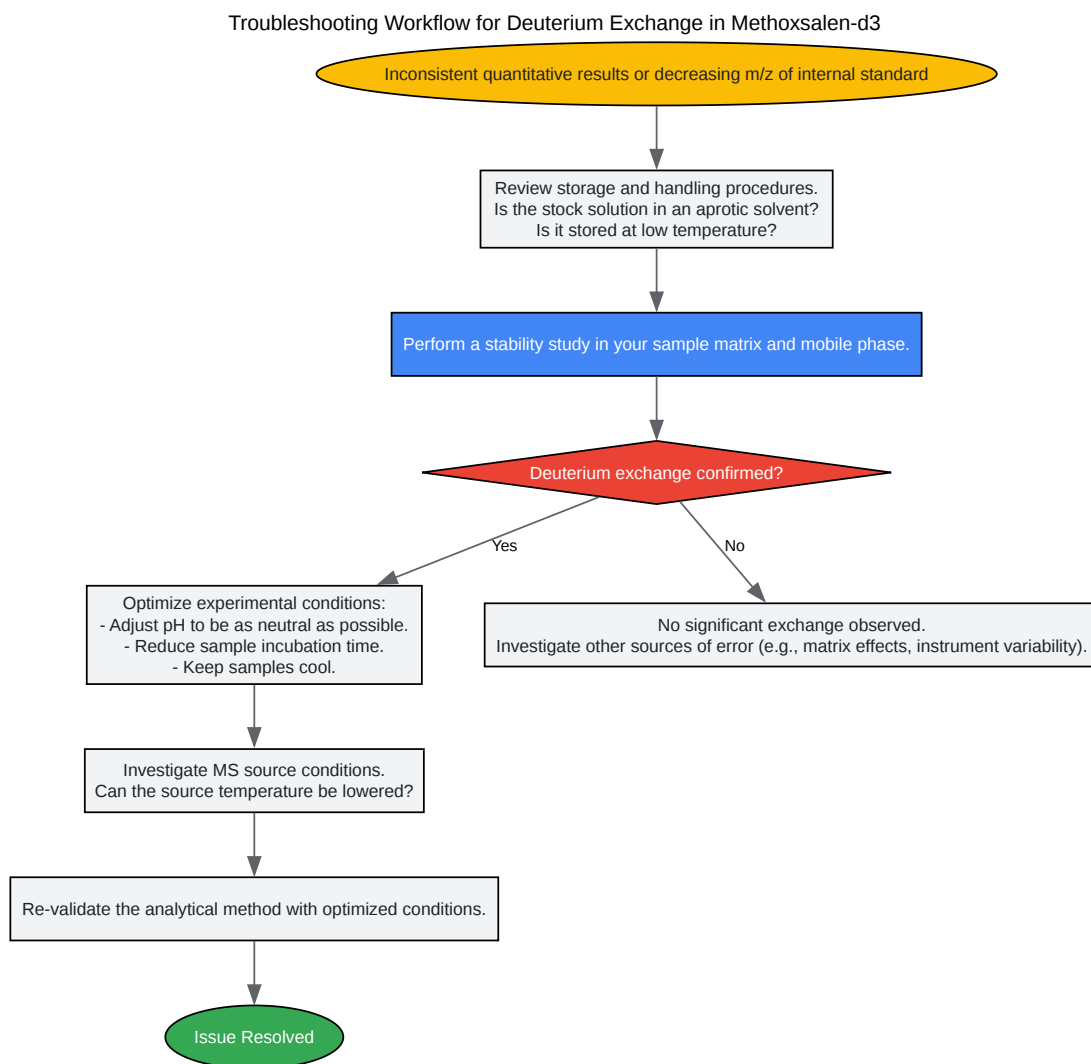 Troubleshooting Workflow for Deuterium Exchange in Methoxsalen-d3
Inconsistent quantitative results or decreasing m/z of internal standard
Review storage and handling procedures.
Is the stock solution in an aprotic solvent?
Is it stored at low temperature?
Perform a stability study in your sample matrix and mobile phase.
Deuterium exchange confirmed?
Yes
No
Optimize experimental conditions:
- Adjust pH to be as neutral as possible.
- Reduce sample incubation time.
- Keep samples cool.
No significant exchange observed.
Investigate other sources of error (e.g., matrix effects, instrument variability).
Investigate MS source conditions.
Can the source temperature be lowered?
Re-validate the analytical method with optimized conditions.
Issue Resolved